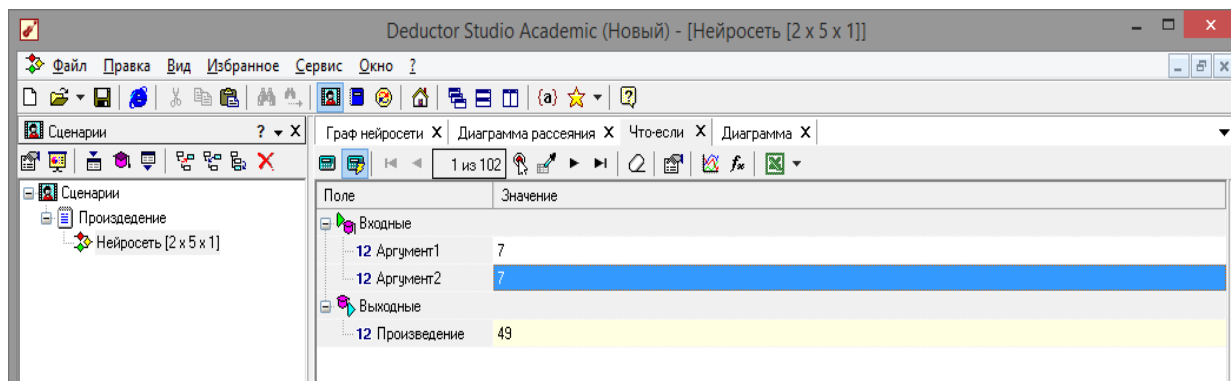 Deductor Studio Academic (Новый) - [Нейросеть [2 x 5 x 1]]
Файл Правка Вид Избранное Сервис Окно ?
{a}
Сценарии ? X
Граф нейросети X Диаграмма рассеяния X Что-если X Диаграмма X
1 из 102
Сценарии
Произдедение
Нейросеть [2 x 5 x 1]
Поле Значение
Входные
12 Аргумент1 7
12 Аргумент2 7
Выходные
12 Произведение 49